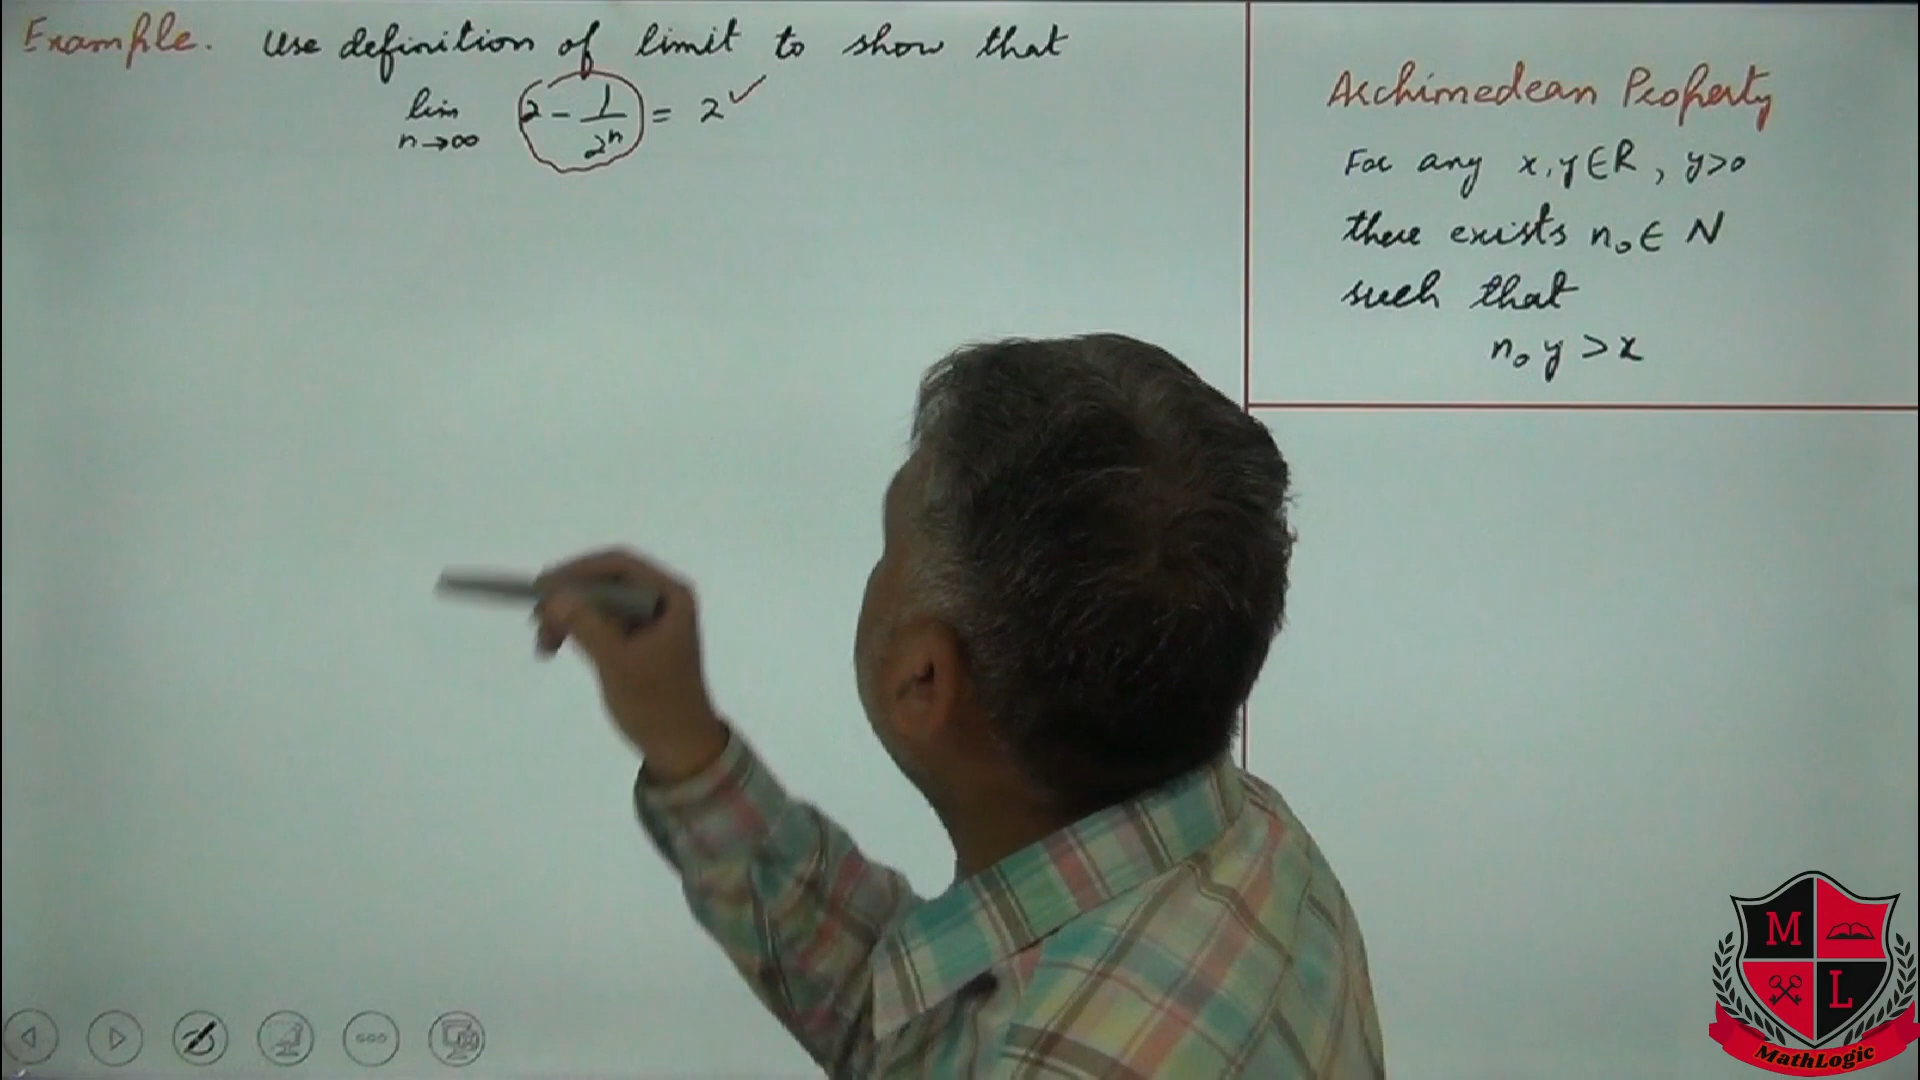 Example. Use definition of limit to show that
lim n→∞ 2 - 1/2ⁿ = 2 ✓
Archimedean Property
For any x, y ∈ R, y>0
there exists n₀ ∈ N
such that
n₀ y > x
M
L
MathLogic